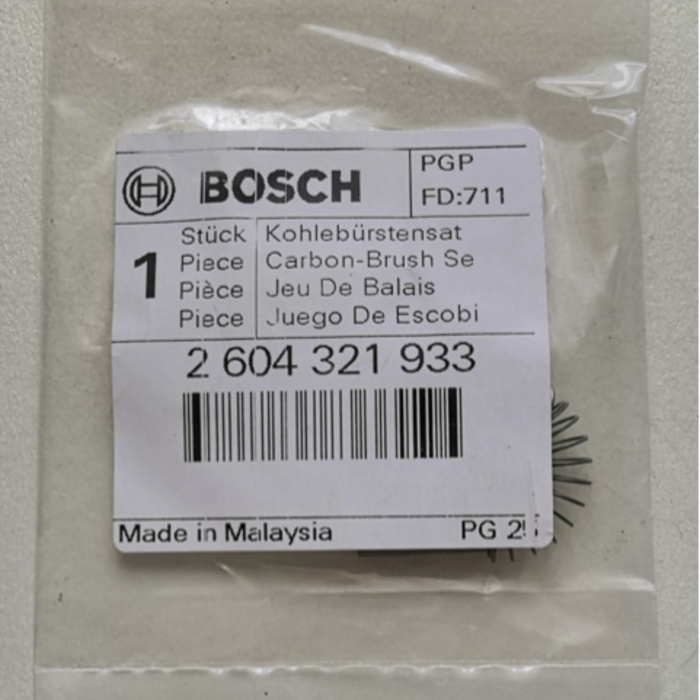 BOSCH
PGP
FD:711
1
Stück Kohlebürstensat
Piece Carbon-Brush Se
Pièce Jeu De Balais
Piece Juego De Escobi
2 604 321 933
Made in Malaysia PG 25